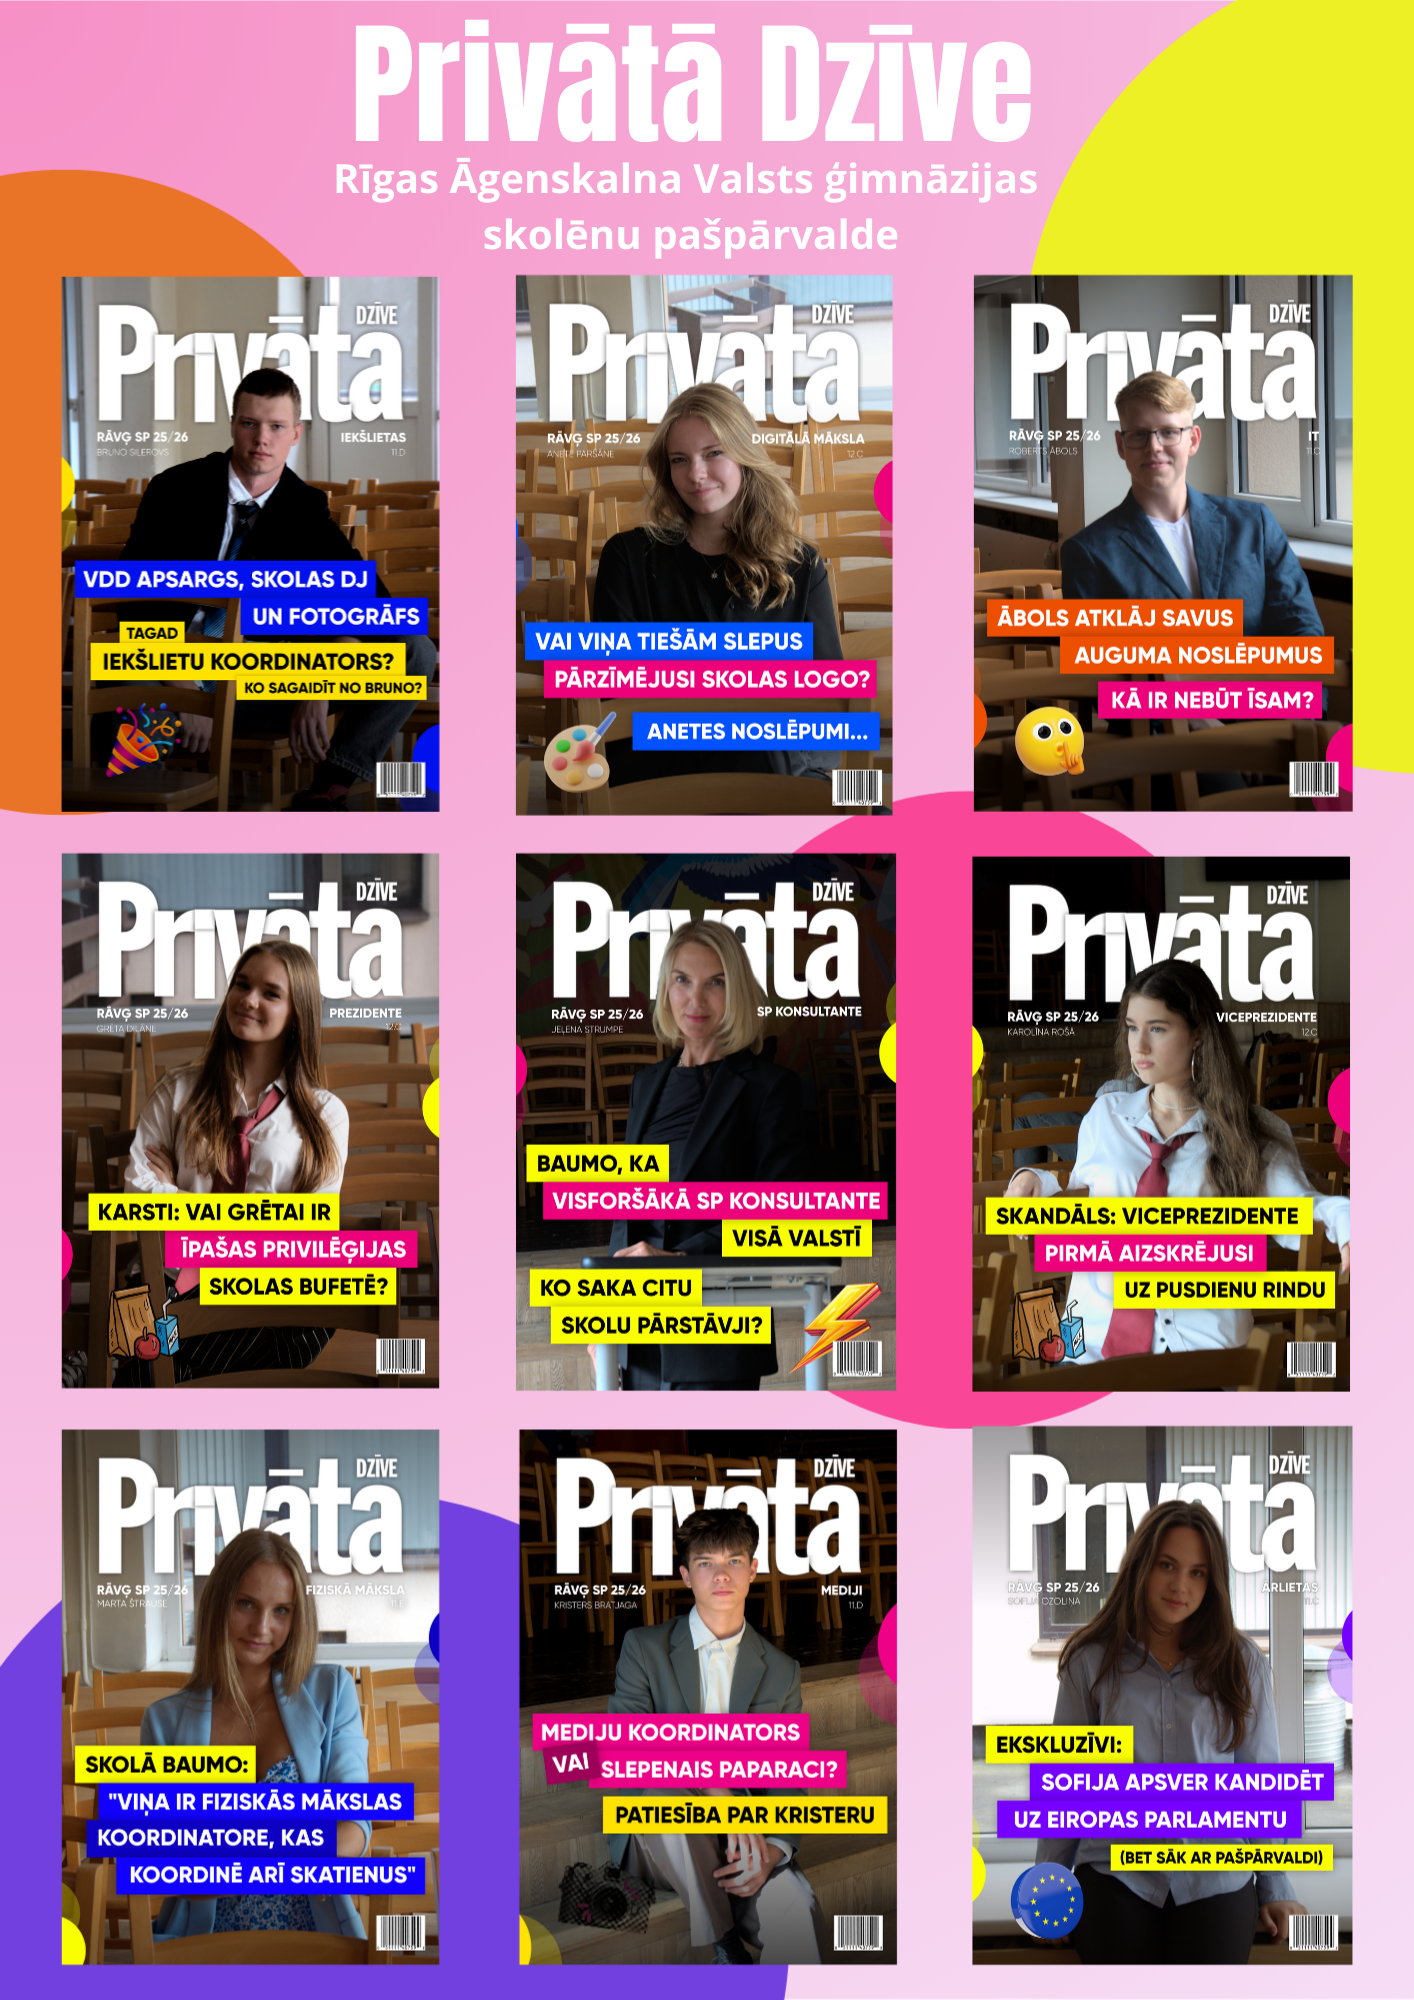 Privātā Dzīve
Rīgas Āgenskalna Valsts ģimnāzijas
skolēnu pašpārvalde
DZĪVE
Privātā
RĀVĢ SP 25/26
IEKŠLIETAS
BRUNO SILEROVS
11.D
VDD APSARGS, SKOLAS DJ
UN FOTOGRĀFS
TAGAD
IEKŠLIETU KOORDINATORS?
KO SAGAIDĪT NO BRUNO?
DZĪVE
Privāta
RĀVĢ SP 25/26
DIGITĀLĀ MĀKSLA
ANETE PARŠĀNE
12.C
VAI VIŅA TIEŠĀM SLEPUS
PĀRZĪMĒJUSI SKOLAS LOGO?
ANETES NOSLĒPUMI...
DZĪVE
Privāta
RĀVĢ SP 25/26
IT
ROBERTS ĀBOLS
11.C
ĀBOLS ATKLĀJ SAVUS
AUGUMA NOSLĒPUMUS
KĀ IR NEBŪT ĪSAM?
DZĪVE
Privāta
RĀVĢ SP 25/26
PREZIDENTE
GRĒTA DILĀNE
12.C
KARSTI: VAI GRĒTAI IR
ĪPAŠAS PRIVILĒĢIJAS
SKOLAS BUFETĒ?
DZĪVE
Privāta
RĀVĢ SP 25/26
SP KONSULTANTE
JEĻENA STRUMPE
BAUMO, KA
VISFORŠĀKĀ SP KONSULTANTE
VISĀ VALSTĪ
KO SAKA CITU
SKOLU PĀRSTĀVJI?
DZĪVE
Privāta
RĀVĢ SP 25/26
VICEPREZIDENTE
KAROLĪNA ROŠĀ
12.C
SKANDĀLS: VICEPREZIDENTE
PIRMĀ AIZSKRĒJUSI
UZ PUSDIENU RINDU
DZĪVE
Privāta
RĀVĢ SP 25/26
FIZISKĀ MĀKSLA
MARTA ŠTRAUSE
SKOLĀ BAUMO:
"VIŅA IR FIZISKĀS MĀKSLAS
KOORDINATORE, KAS
KOORDINĒ ARĪ SKATIENUS"
DZĪVE
Privāta
RĀVĢ SP 25/26
MEDIJI
KRISTERS BRATJAGA
11.D
MEDIJU KOORDINATORS
VAI SLEPENAIS PAPARACI?
PATIESĪBA PAR KRISTERU
DZĪVE
Privāta
RĀVĢ SP 25/26
ĀRLIETAS
SOFIJA OZOLIŅA
11.C
EKSKLUZĪVI:
SOFIJA APSVER KANDIDĒT
UZ EIROPAS PARLAMENTU
(BET SĀK AR PAŠPĀRVALDI)